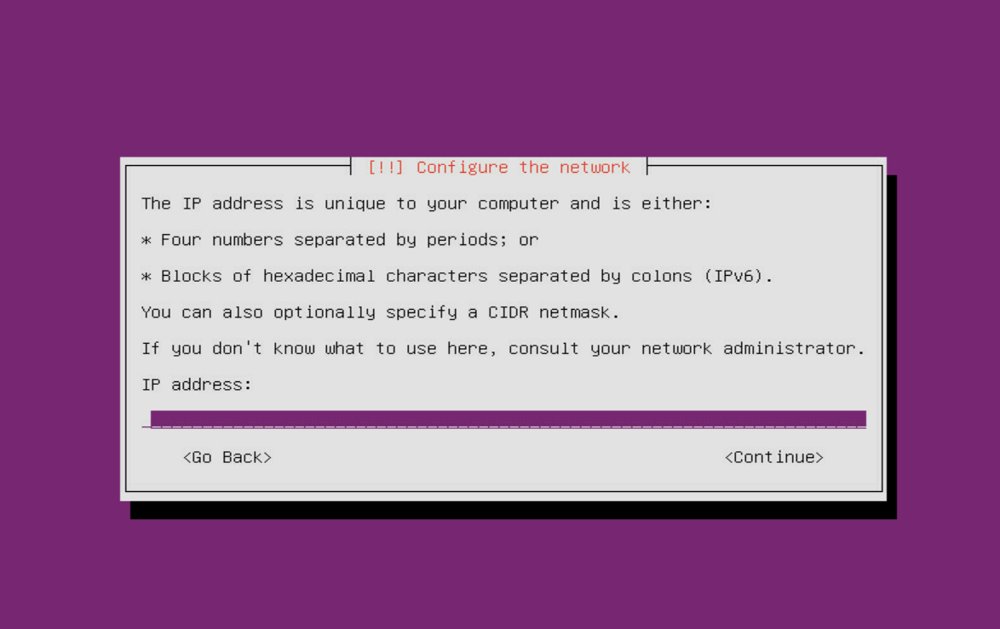 [!!] Configure the network
The IP address is unique to your computer and is either:
* Four numbers separated by periods; or
* Blocks of hexadecimal characters separated by colons (IPv6).
You can also optionally specify a CIDR netmask.
If you don't know what to use here, consult your network administrator.
IP address:
<Go Back> <Continue>